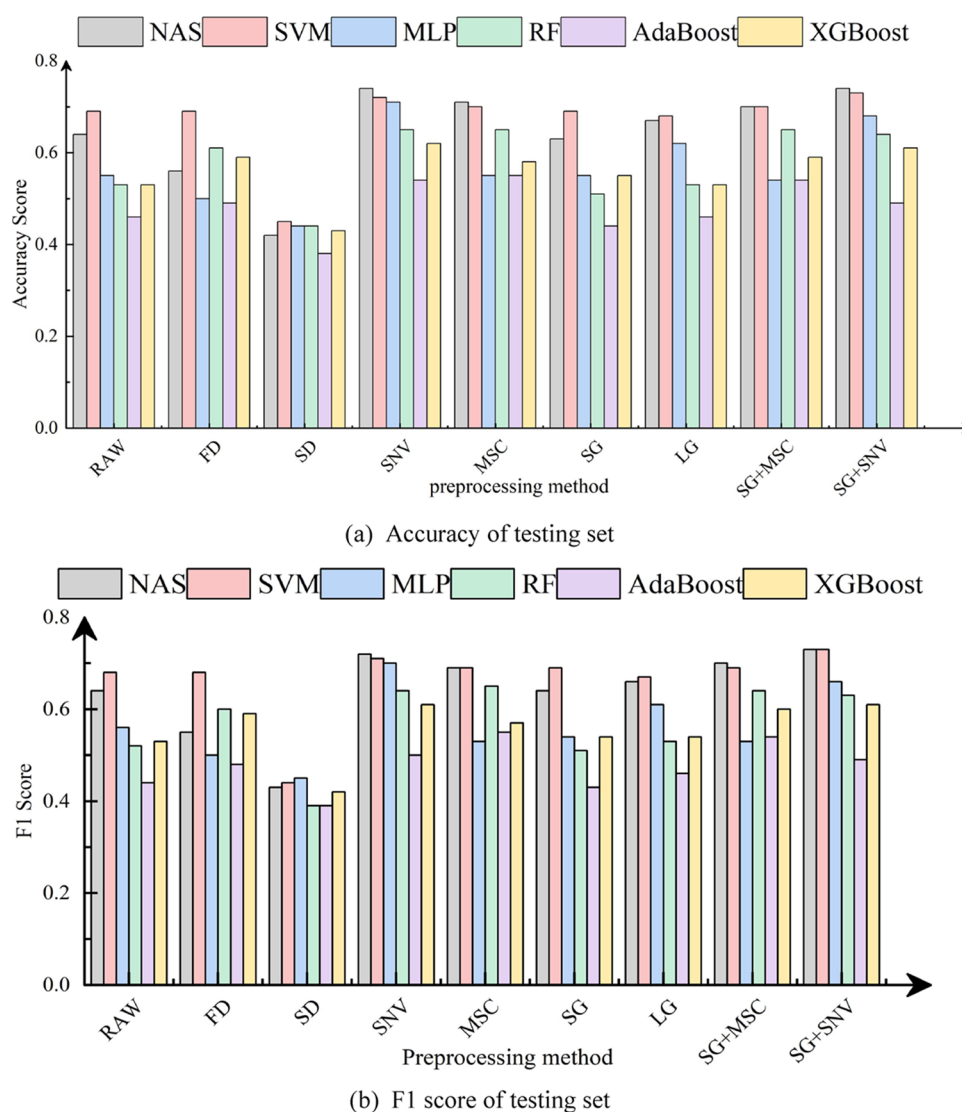 NAS SVM MLP RF AdaBoost XGBoost
0.8
0.6
0.4
0.2
0.0
Accuracy Score
RAW FD SD SNV MSC SG LG SG+MSC SG+SNV
preprocessing method
(a) Accuracy of testing set
NAS SVM MLP RF AdaBoost XGBoost
0.8
0.6
0.4
0.2
0.0
F1 Score
RAW FD SD SNV MSC SG LG SG+MSC SG+SNV
Preprocessing method
(b) F1 score of testing set